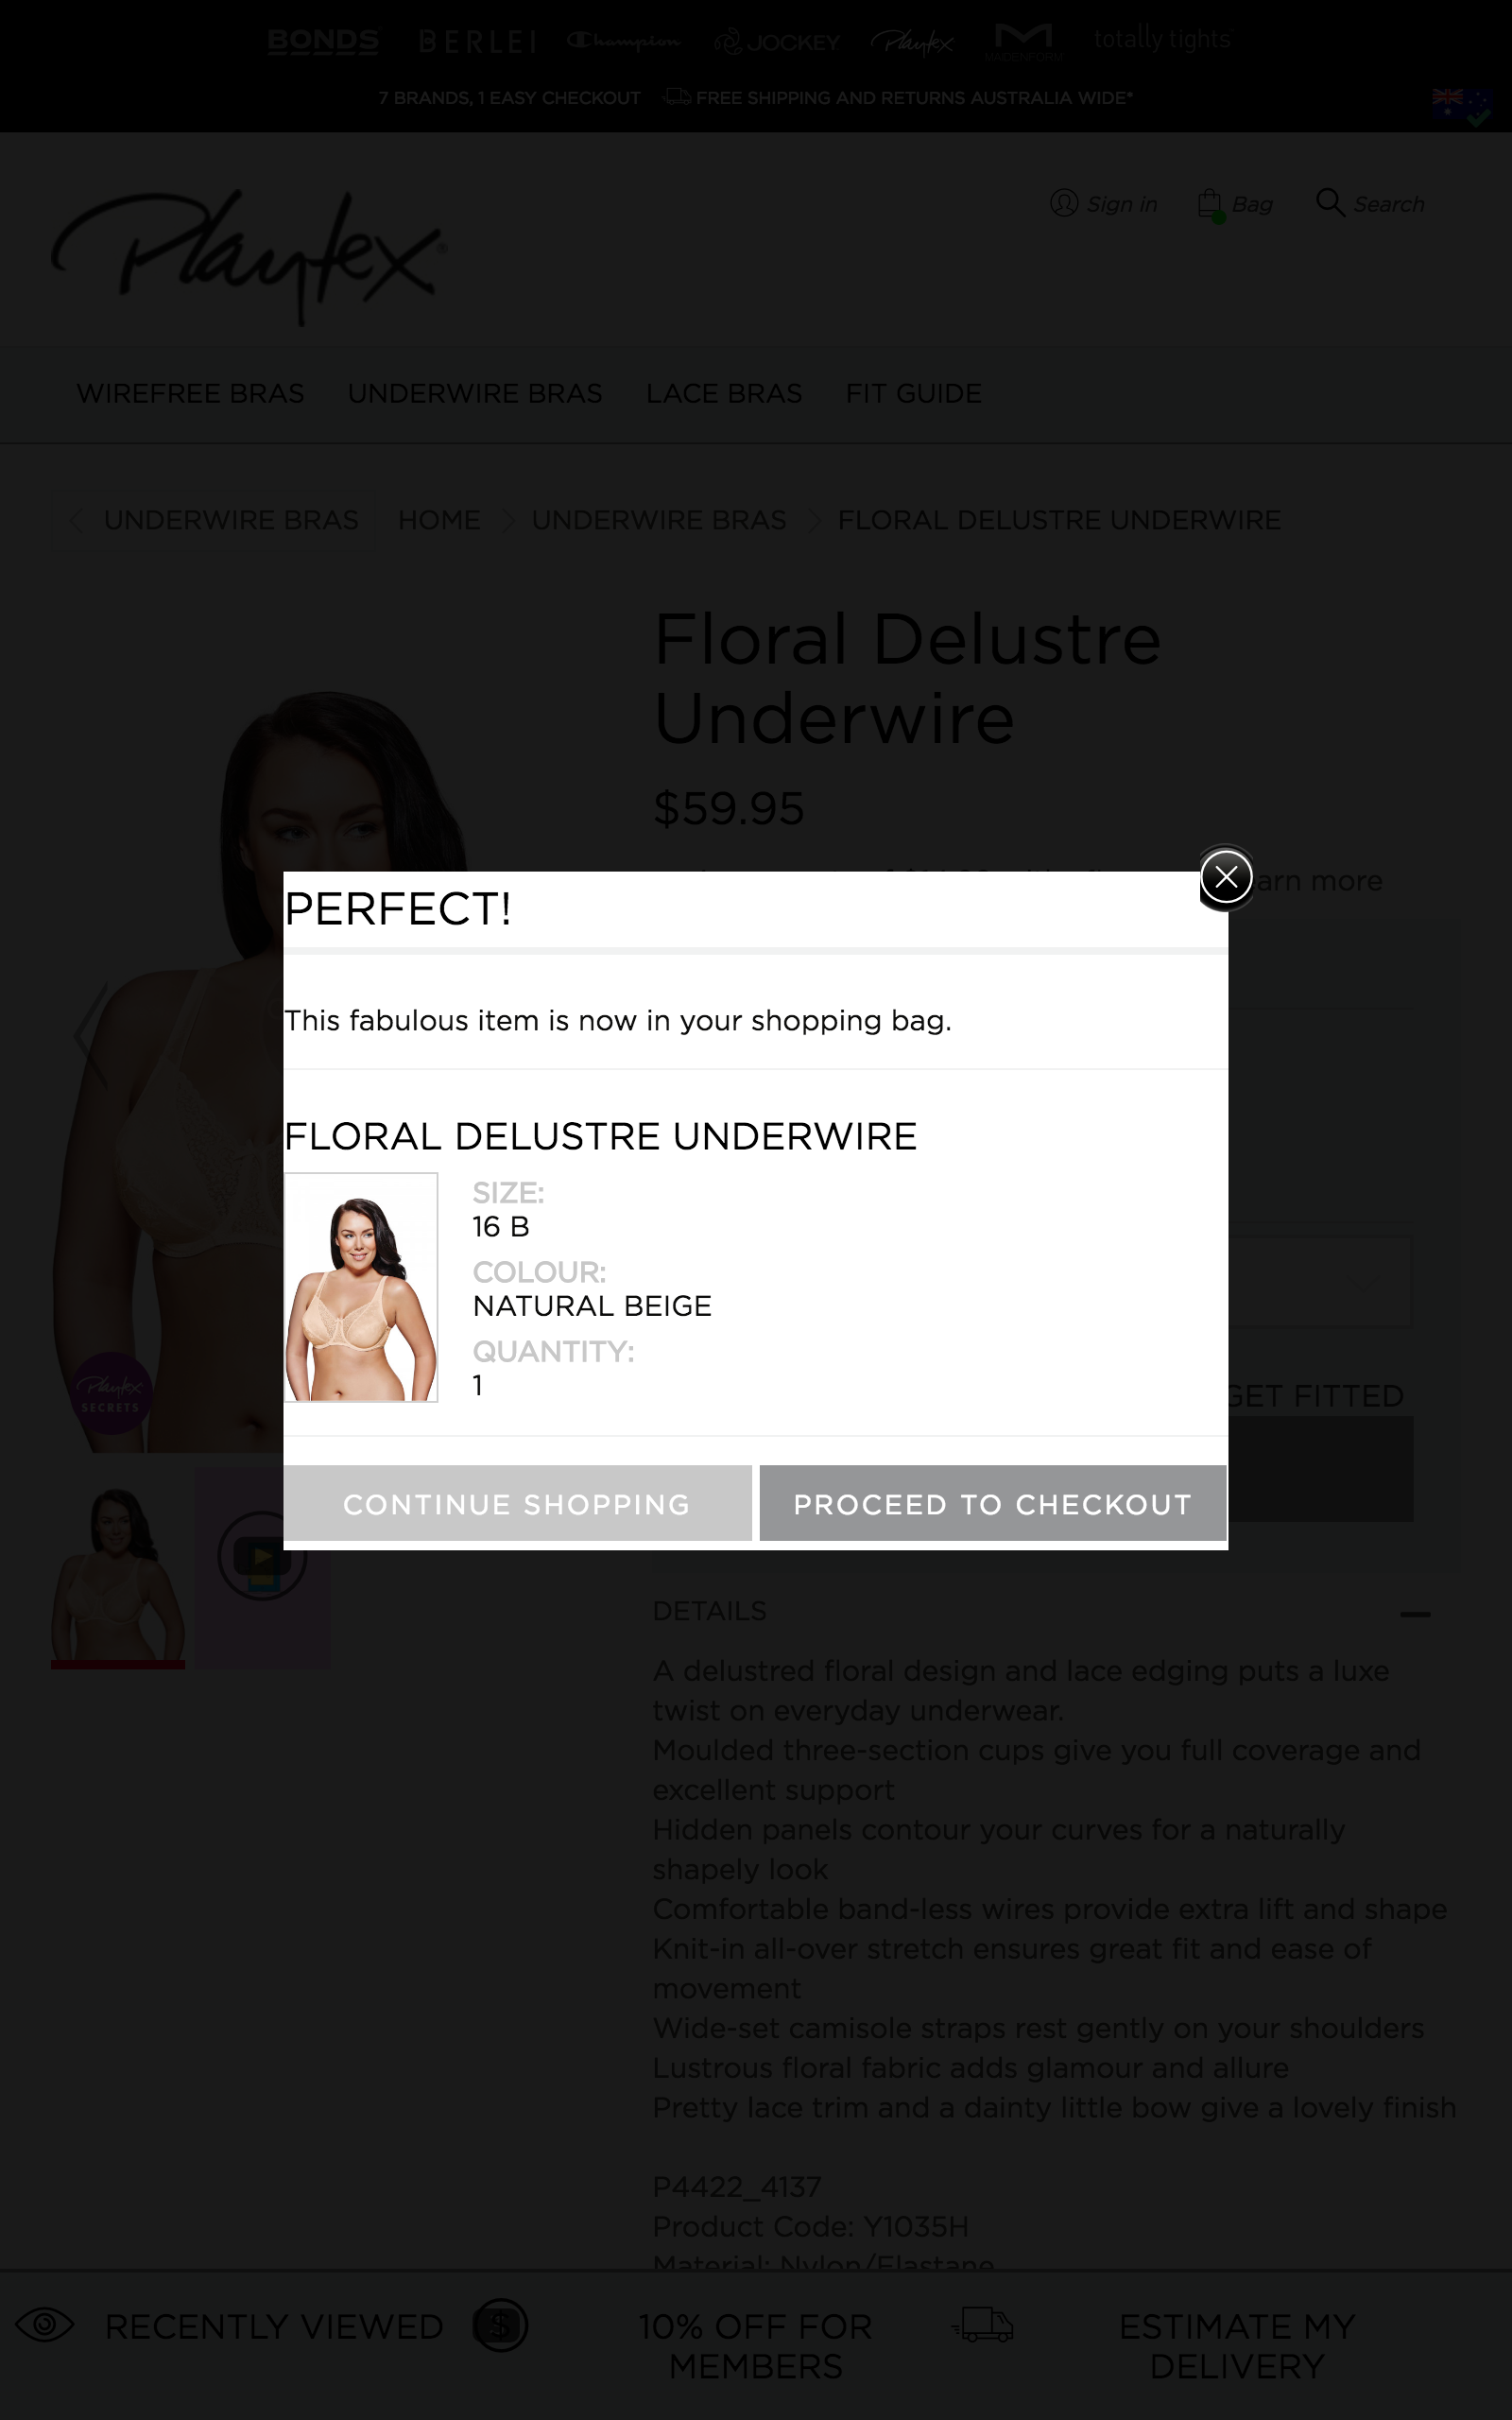 BONDS
BERLEI
Champion
JOCKEY
Playtex
MAIDENFORM
totally tights
7 BRANDS, 1 EASY CHECKOUT
FREE SHIPPING AND RETURNS AUSTRALIA WIDE*
Playtex®
Sign in
Bag
Search
WIREFREE BRAS
UNDERWIRE BRAS
LACE BRAS
FIT GUIDE
UNDERWIRE BRAS
HOME
UNDERWIRE BRAS
FLORAL DELUSTRE UNDERWIRE
Floral Delustre
Underwire
$59.95
arn more
PERFECT!
This fabulous item is now in your shopping bag.
FLORAL DELUSTRE UNDERWIRE
SIZE:
16 B
COLOUR:
NATURAL BEIGE
QUANTITY:
1
GET FITTED
Playtex
SECRETS
CONTINUE SHOPPING
PROCEED TO CHECKOUT
DETAILS
A delustred floral design and lace edging puts a luxe
twist on everyday underwear.
Moulded three-section cups give you full coverage and
excellent support
Hidden panels contour your curves for a naturally
shapely look
Comfortable band-less wires provide extra lift and shape
Knit-in all-over stretch ensures great fit and ease of
movement
Wide-set camisole straps rest gently on your shoulders
Lustrous floral fabric adds glamour and allure
Pretty lace trim and a dainty little bow give a lovely finish
P4422_4137
Product Code: Y1035H
Material: Nylon/Elastane
RECENTLY VIEWED
$
10% OFF FOR
MEMBERS
ESTIMATE MY
DELIVERY